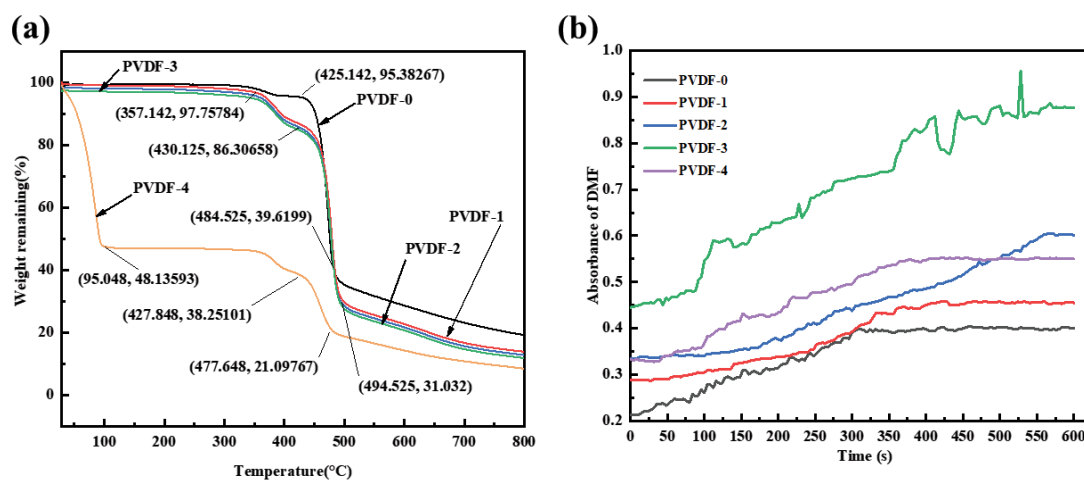 (a)
PVDF-3
(425.142, 95.38267)
PVDF-0
(357.142, 97.75784)
(430.125, 86.30658)
PVDF-4
(484.525, 39.6199)
PVDF-1
PVDF-2
(95.048, 48.13593)
(427.848, 38.25101)
(477.648, 21.09767)
(494.525, 31.032)
Weight remaining(%)
100
80
60
40
20
0
100 200 300 400 500 600 700 800
Temperature(°C)
(b)
PVDF-0
PVDF-1
PVDF-2
PVDF-3
PVDF-4
Absorbance of DMF
1.0
0.9
0.8
0.7
0.6
0.5
0.4
0.3
0.2
0 50 100 150 200 250 300 350 400 450 500 550 600
Time (s)